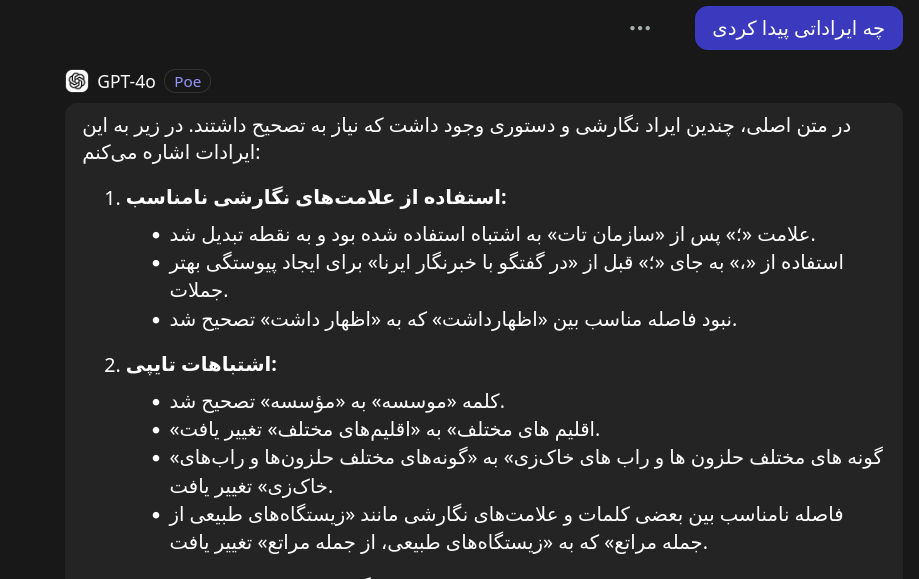 چه ایراداتی پیدا کردی
GPT-4o Poe
در متن اصلی، چندین ایراد نگارشی و دستوری وجود داشت که نیاز به تصحیح داشتند. در زیر به این
ایرادات اشاره می‌کنم:
1. استفاده از علامت‌های نگارشی نامناسب:
علامت «؛» پس از «سازمان تات» به اشتباه استفاده شده بود و به نقطه تبدیل شد.
استفاده از «،» به جای «؛» قبل از «در گفتگو با خبرنگار ایرنا» برای ایجاد پیوستگی بهتر
جملات.
نبود فاصله مناسب بین «اظهارداشت» که به «اظهار داشت» تصحیح شد.
2. اشتباهات تایپی:
کلمه «موسسه» به «مؤسسه» تصحیح شد.
«اقلیم های مختلف» به «اقلیم‌های مختلف» تغییر یافت.
«گونه های مختلف حلزون ها و راب های خاک‌زی» به «گونه‌های مختلف حلزون‌ها و راب‌های
خاک‌زی» تغییر یافت.
فاصله نامناسب بین بعضی کلمات و علامت‌های نگارشی مانند «زیستگاه‌های طبیعی از
جمله مراتع» که به «زیستگاه‌های طبیعی، از جمله مراتع» تغییر یافت.